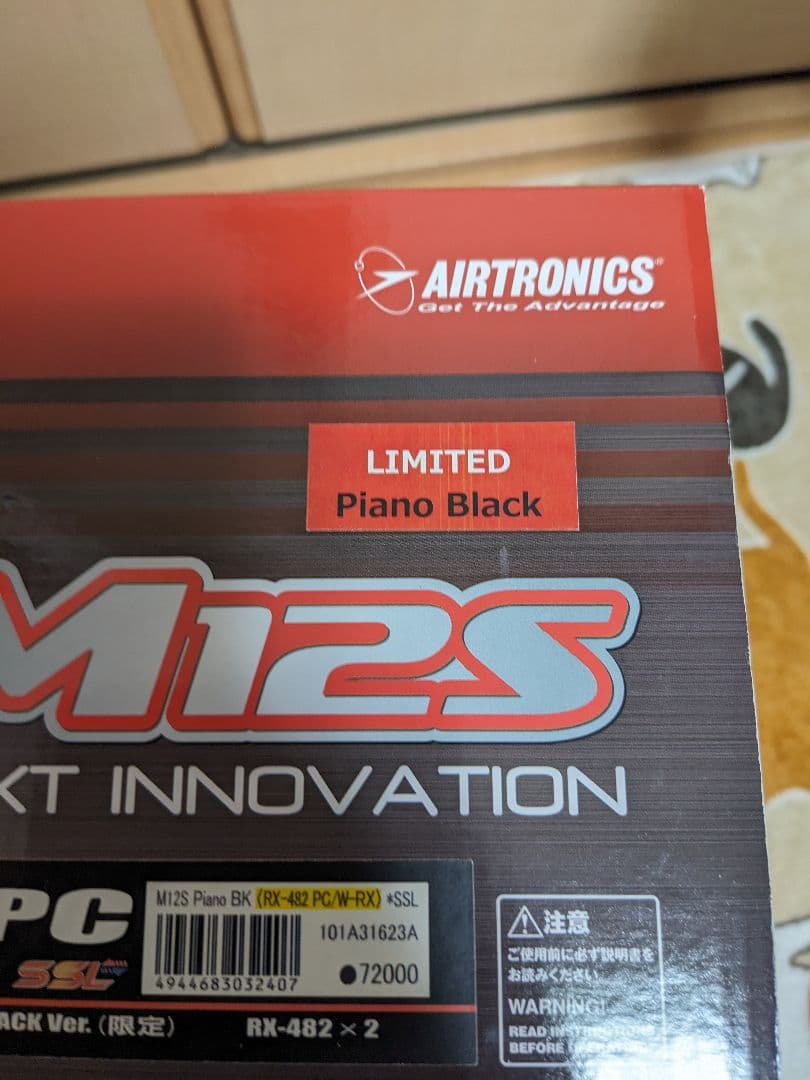 AIRTRONICS®
Get The Advantage
LIMITED
Piano Black
M12S
XT INNOVATION
PC
SSL
M12S Piano BK (RX-482 PC/W-RX) *SSL
101A31623A
4944683032407
●72000
ACK Ver.(限定)
RX-482×2
⚠注意
ご使用前に必ず説明書を
お読みください。
WARNING!
READ INSTRUCTIONS
BEFORE